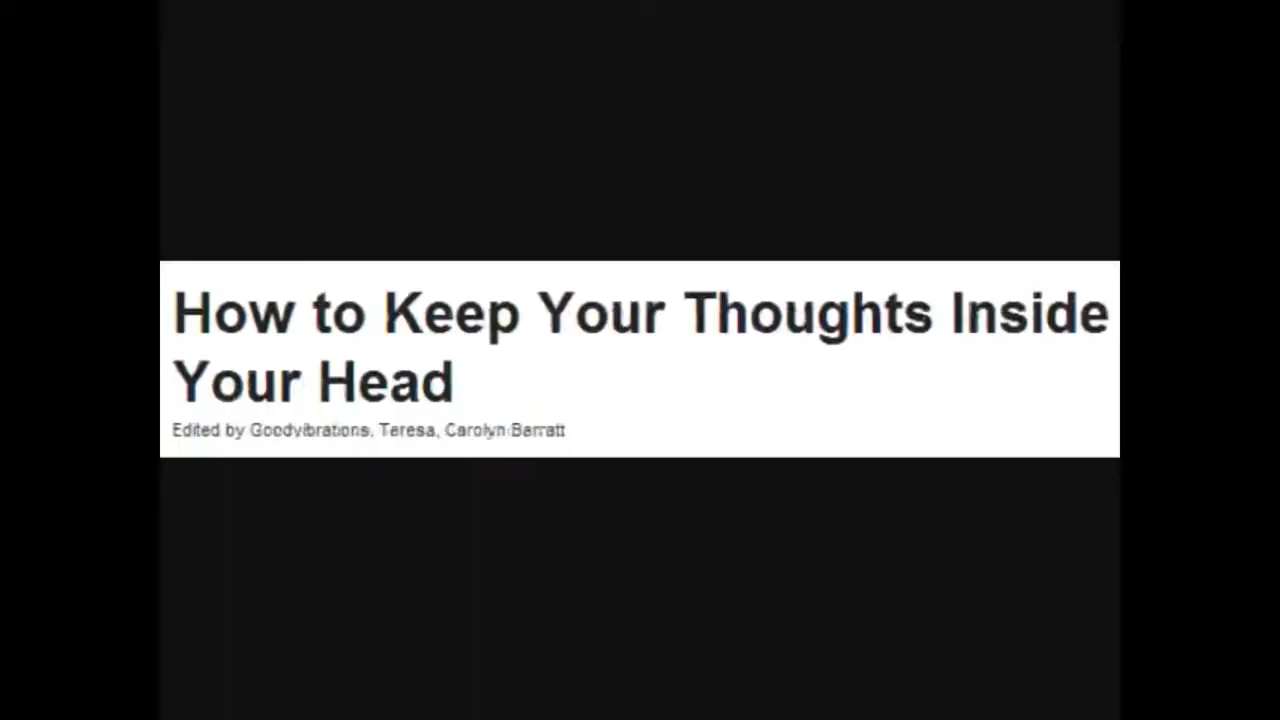 How to Keep Your Thoughts Inside
Your Head
Edited by Goodvibrations, Teresa, Carolyn Barratt